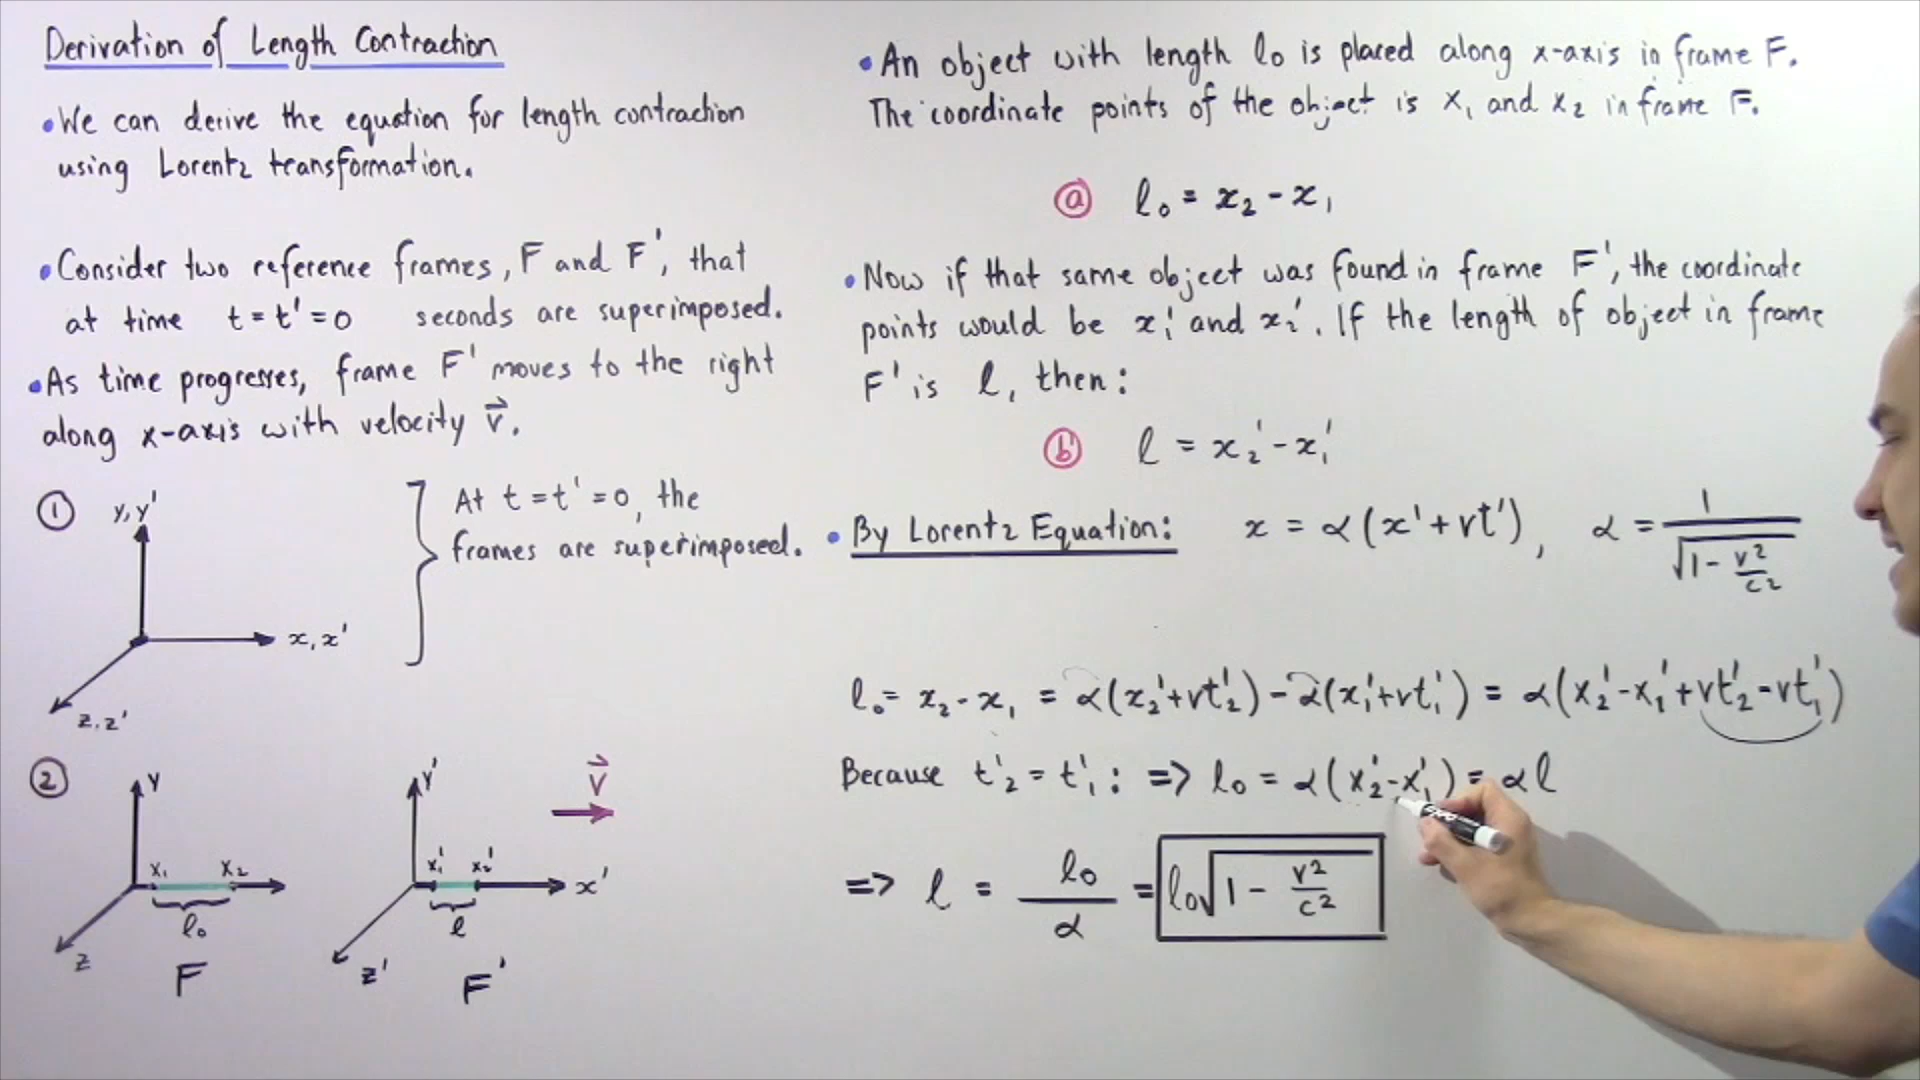 Derivation of Length Contraction
•We can derive the equation for length contraction
using Lorentz transformation.
•Consider two reference frames, F and F', that
at time t = t' = 0 seconds are superimposed.
•As time progresses, frame F' moves to the right
along x-axis with velocity v⃗.
① y, y'
x, x'
z, z'
At t = t' = 0, the
frames are superimposed.
② y
x₁ x₂
l₀
z
F
y'
x₁' x₂'
x'
l
z'
F'
v⃗
•An object with length l₀ is placed along x-axis in frame F.
The coordinate points of the object is x₁ and x₂ in frame F.
ⓐ l₀ = x₂ - x₁
•Now if that same object was found in frame F', the coordinate
points would be x₁' and x₂'. If the length of object in frame
F' is l, then:
ⓑ l = x₂' - x₁'
•By Lorentz Equation: x = α(x' + vt'), α = 1/√(1 - v²/c²)
l₀ = x₂ - x₁ = α(x₂' + vt₂') - α(x₁' + vt₁') = α(x₂' - x₁' + vt₂' - vt₁')
Because t₂' = t₁': => l₀ = α(x₂' - x₁') = αl
=> l = l₀/α = l₀√(1 - v²/c²)